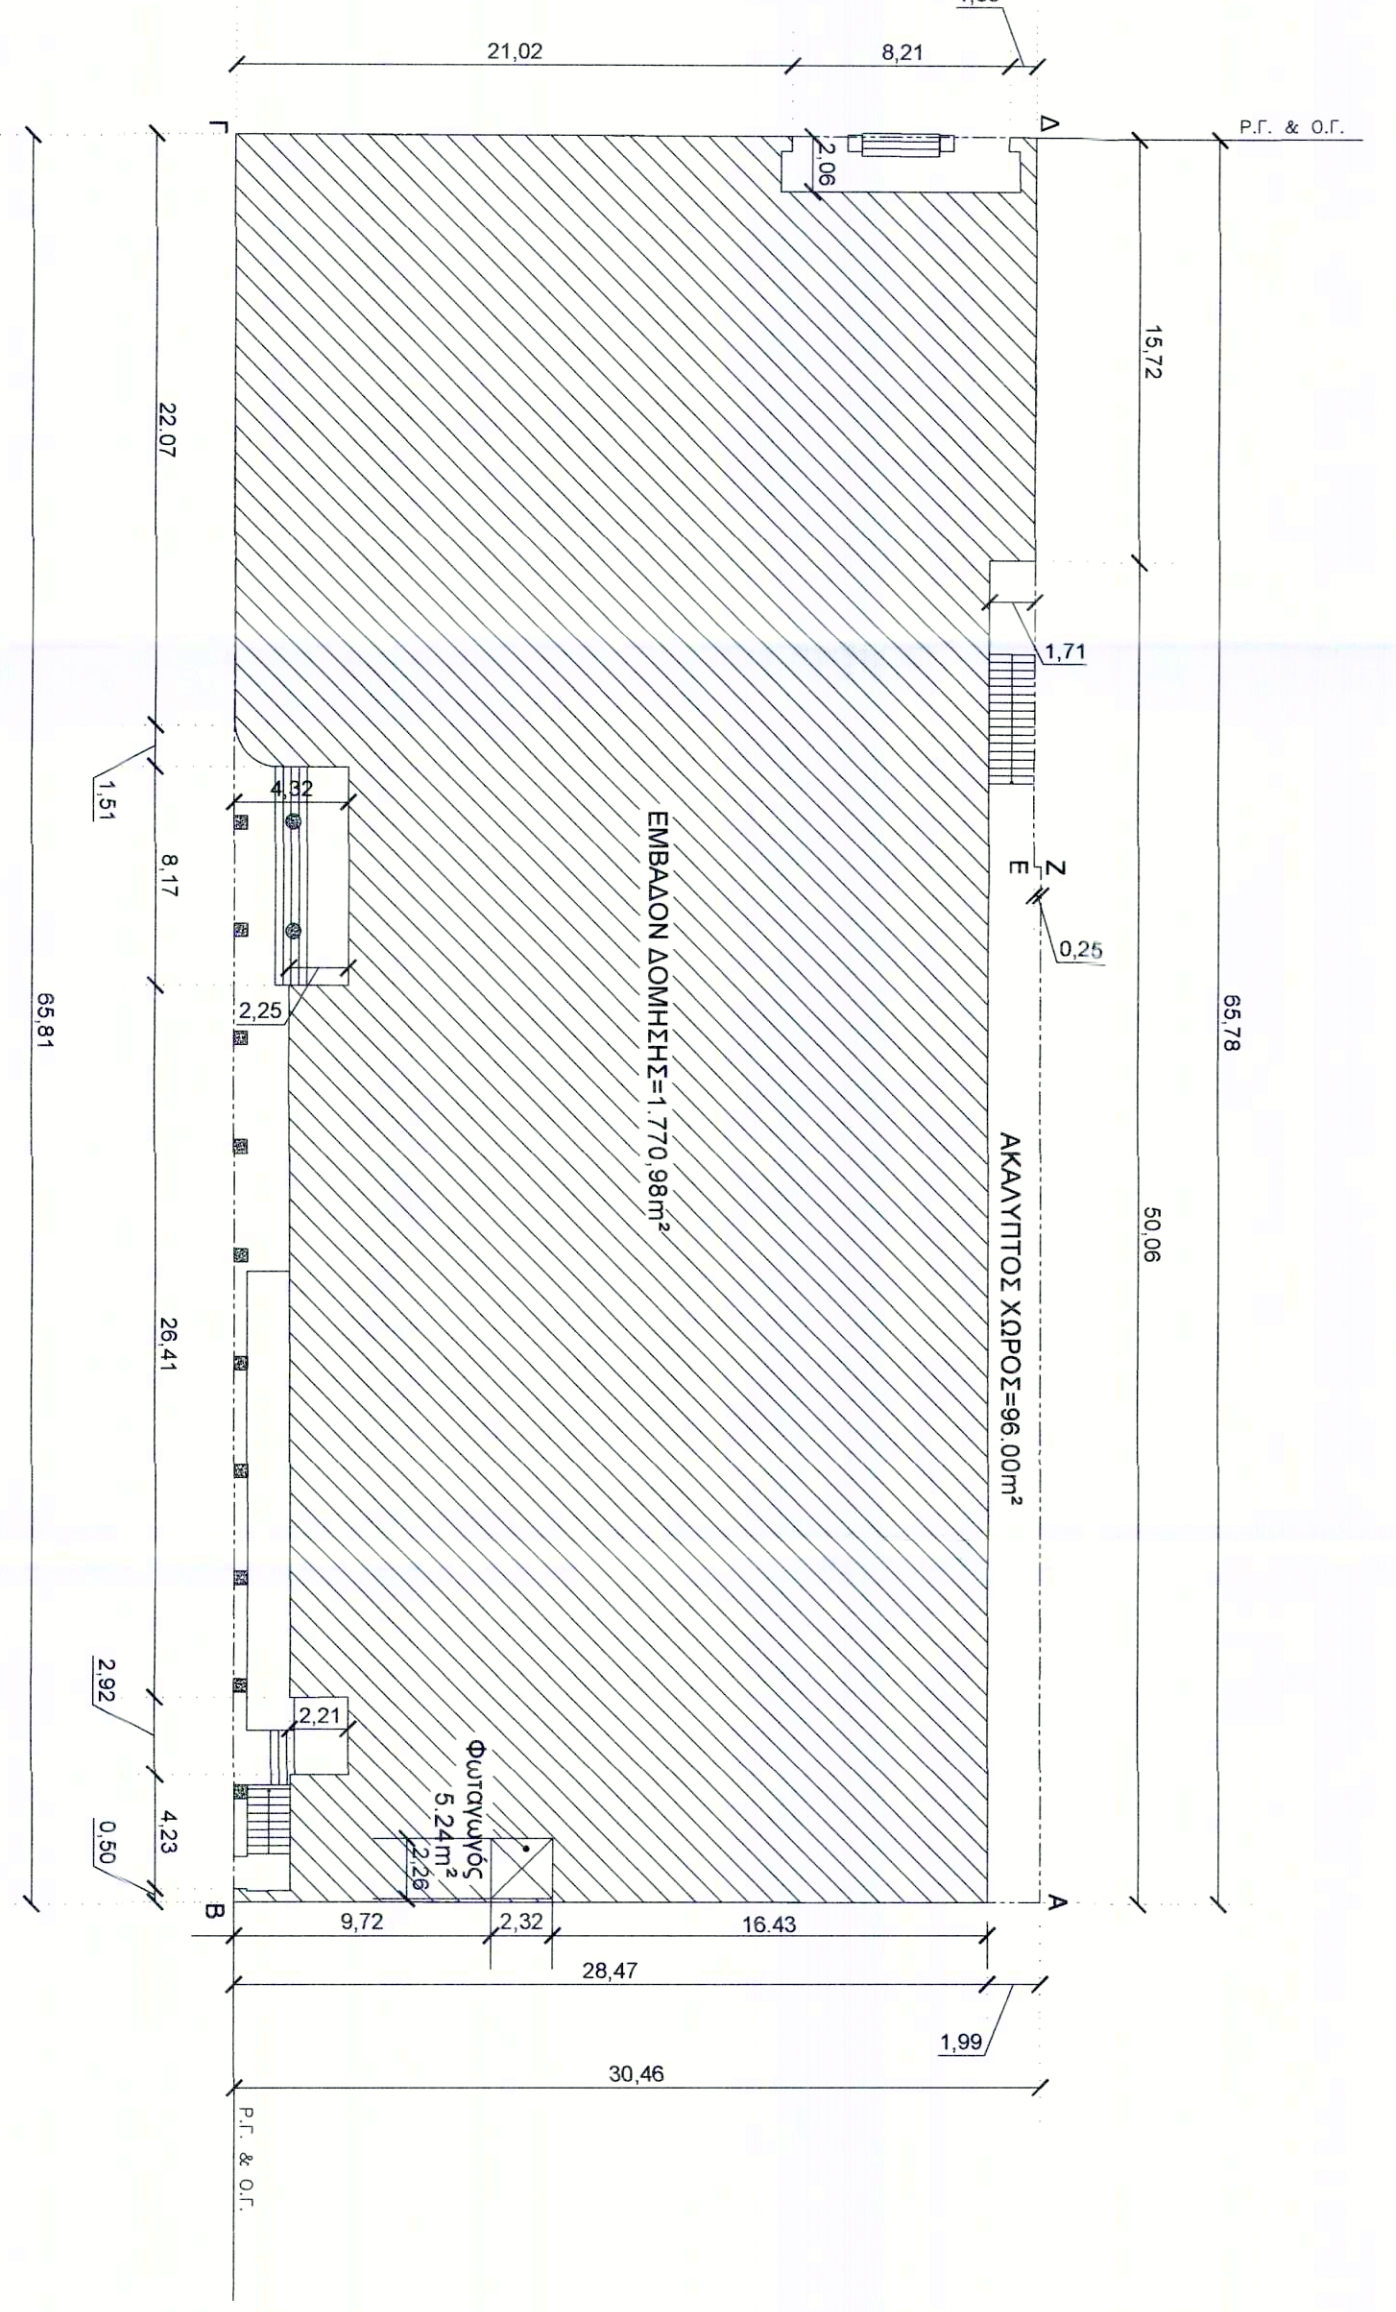 21,02
8,21
Γ
Δ
Ρ.Γ. & Ο.Γ.
2,06
15,72
22.07
1,71
1,51
4,32
8,17
Ζ
Ε
0,25
2,25
65,81
65,78
ΕΜΒΑΔΟΝ ΔΟΜΗΣΗΣ=1.770,98m²
ΑΚΑΛΥΠΤΟΣ ΧΩΡΟΣ=96.00m²
50,06
26,41
2,92
2,21
Φωταγωγός
5.24m²
2,26
4,23
0,50
Β
Α
9,72
2,32
16.43
28,47
1,99
30,46
Ρ.Γ. & Ο.Γ.